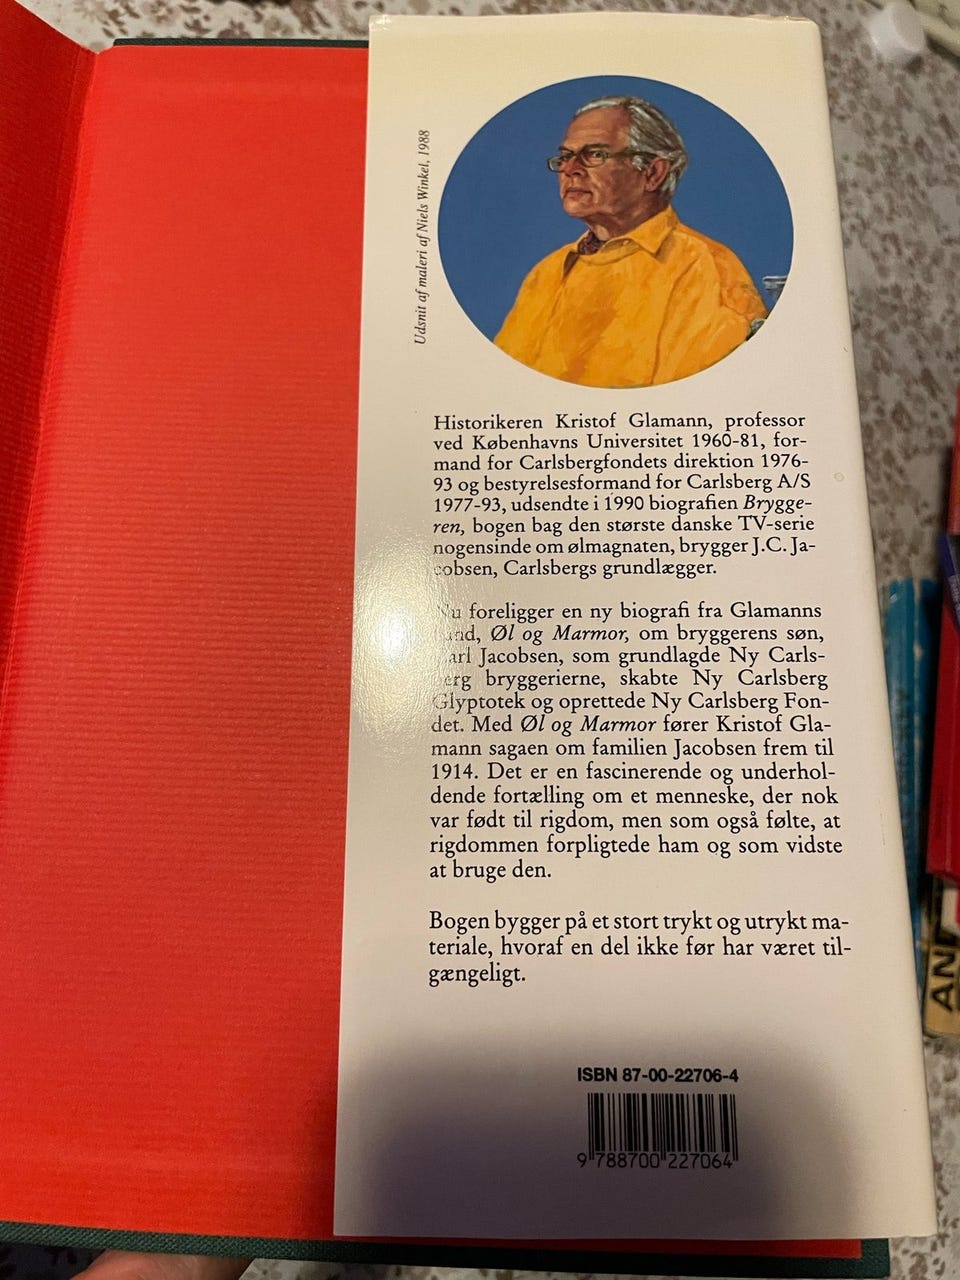 Udsnit af maleri af Niels Winkel, 1988
Historikeren Kristof Glamann, professor
ved Københavns Universitet 1960-81, for-
mand for Carlsbergfondets direktion 1976-
93 og bestyrelsesformand for Carlsberg A/S
1977-93, udsendte i 1990 biografien Brygge-
ren, bogen bag den største danske TV-serie
nogensinde om ølmagnaten, brygger J.C. Ja-
cobsen, Carlsbergs grundlægger.
Nu foreligger en ny biografi fra Glamanns
hånd, Øl og Marmor, om bryggerens søn,
Carl Jacobsen, som grundlagde Ny Carls-
berg bryggerierne, skabte Ny Carlsberg
Glyptotek og oprettede Ny Carlsberg Fon-
det. Med Øl og Marmor fører Kristof Gla-
mann sagaen om familien Jacobsen frem til
1914. Det er en fascinerende og underhol-
dende fortælling om et menneske, der nok
var født til rigdom, men som også følte, at
rigdommen forpligtede ham og som vidste
at bruge den.
Bogen bygger på et stort trykt og utrykt ma-
teriale, hvoraf en del ikke før har været til-
gængeligt.
ISBN 87-00-22706-4
9 788700 227064